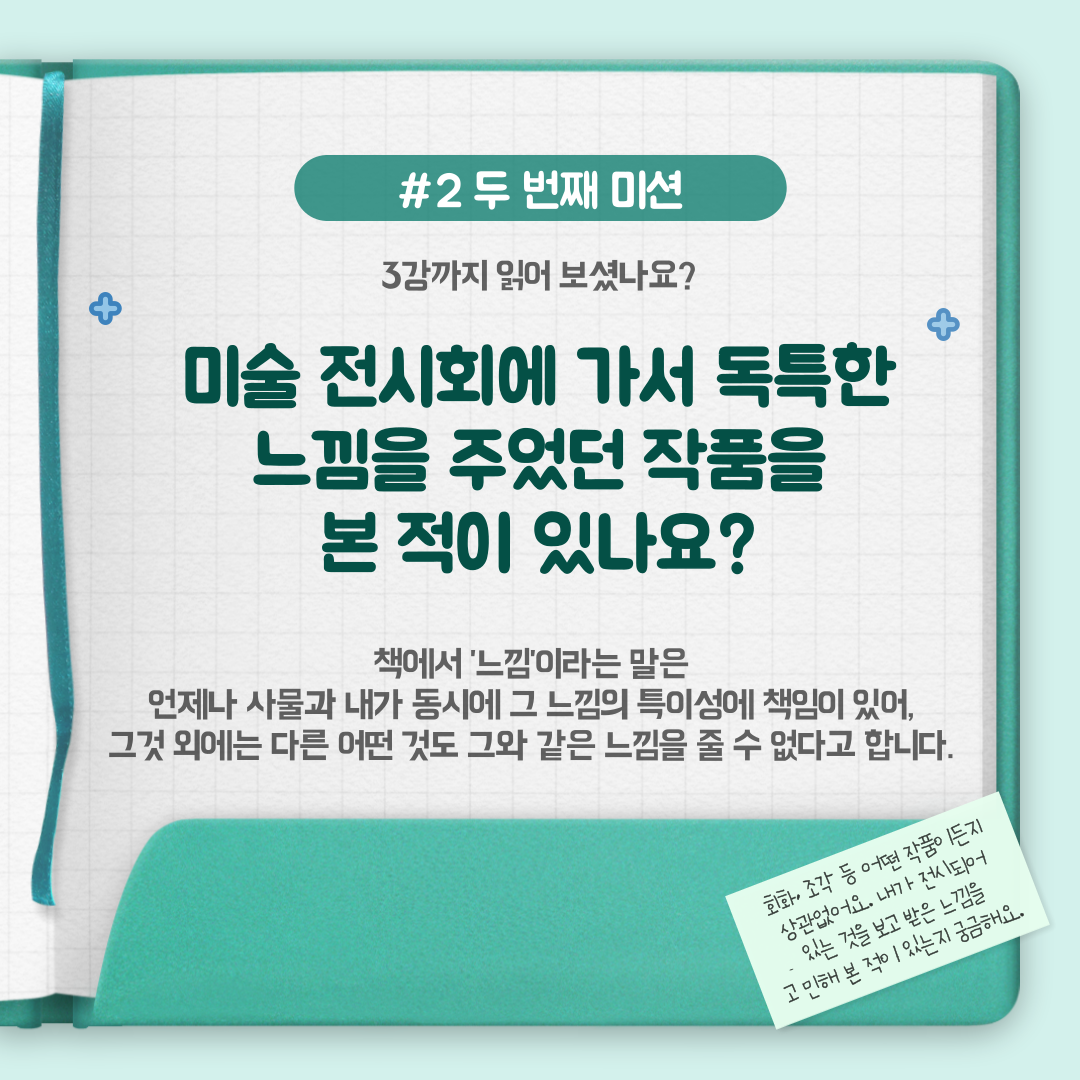 #2 두 번째 미션
3강까지 읽어 보셨나요?
미술 전시회에 가서 독특한
느낌을 주었던 작품을
본 적이 있나요?
책에서 '느낌'이라는 말은
언제나 사물과 내가 동시에 그 느낌의 특이성에 책임이 있어,
그것 외에는 다른 어떤 것도 그와 같은 느낌을 줄 수 없다고 합니다.
회화, 조각 등 어떤 작품이든지
상관없어요. 내가 전시되어
있는 것을 보고 받은 느낌을
고민해 본 적이 있는지 궁금해요.